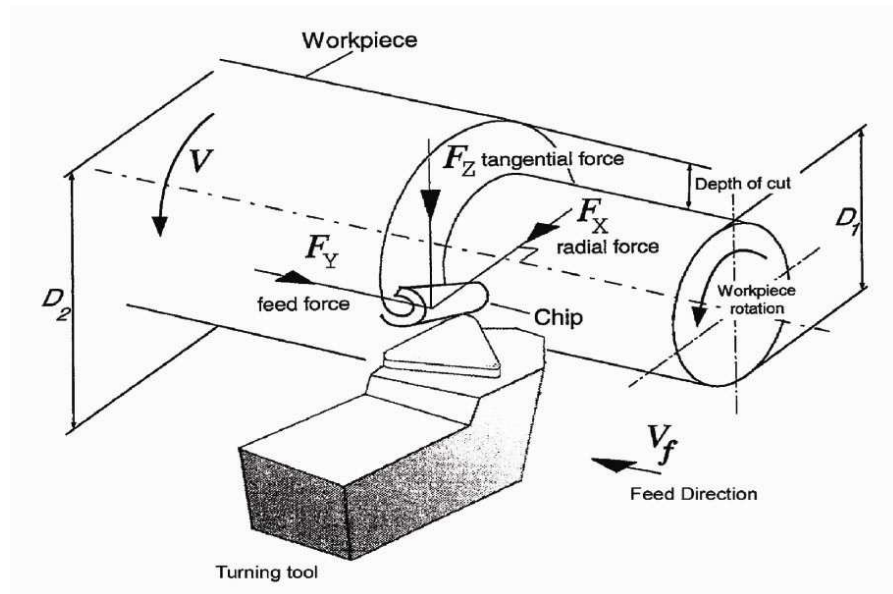 Workpiece
V
F_Z tangential force
Depth of cut
F_X
radial force
D_1
F_Y
feed force
D_2
Chip
Workpiece
rotation
V_f
Feed Direction
Turning tool